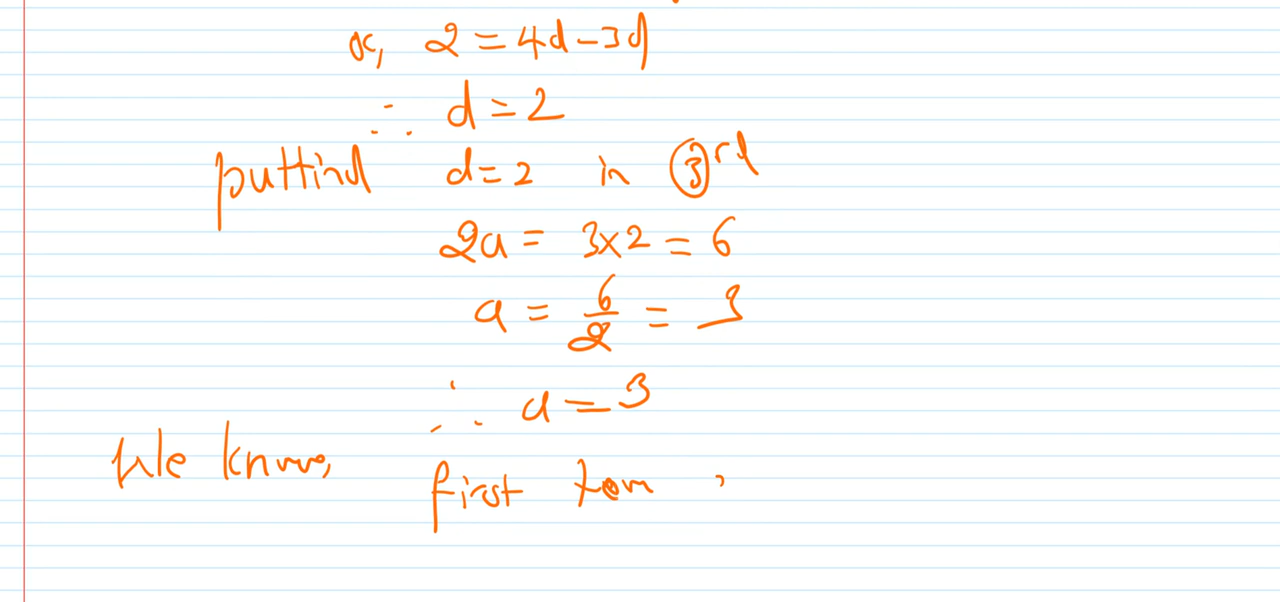 or, 2 = 4d - 3d
∴ d = 2
putting d = 2 in ③rd
2a = 3×2 = 6
a = 6/2 = 3
∴ a = 3
We know,
first term ,